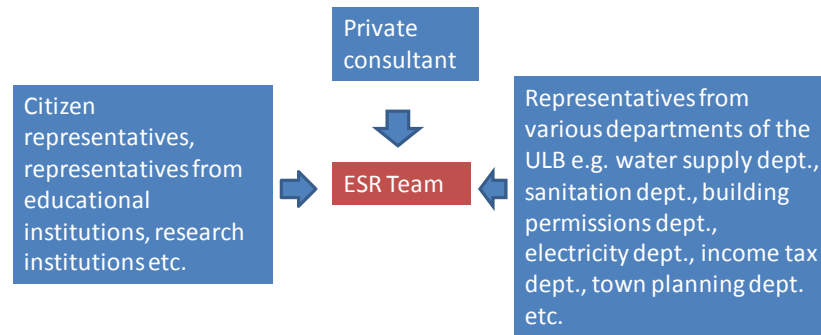 Private
consultant
Citizen
representatives,
representatives from
educational
institutions, research
institutions etc.
ESR Team
Representatives from
various departments of the
ULB e.g. water supply dept.,
sanitation dept., building
permissions dept.,
electricity dept., income tax
dept., town planning dept.
etc.